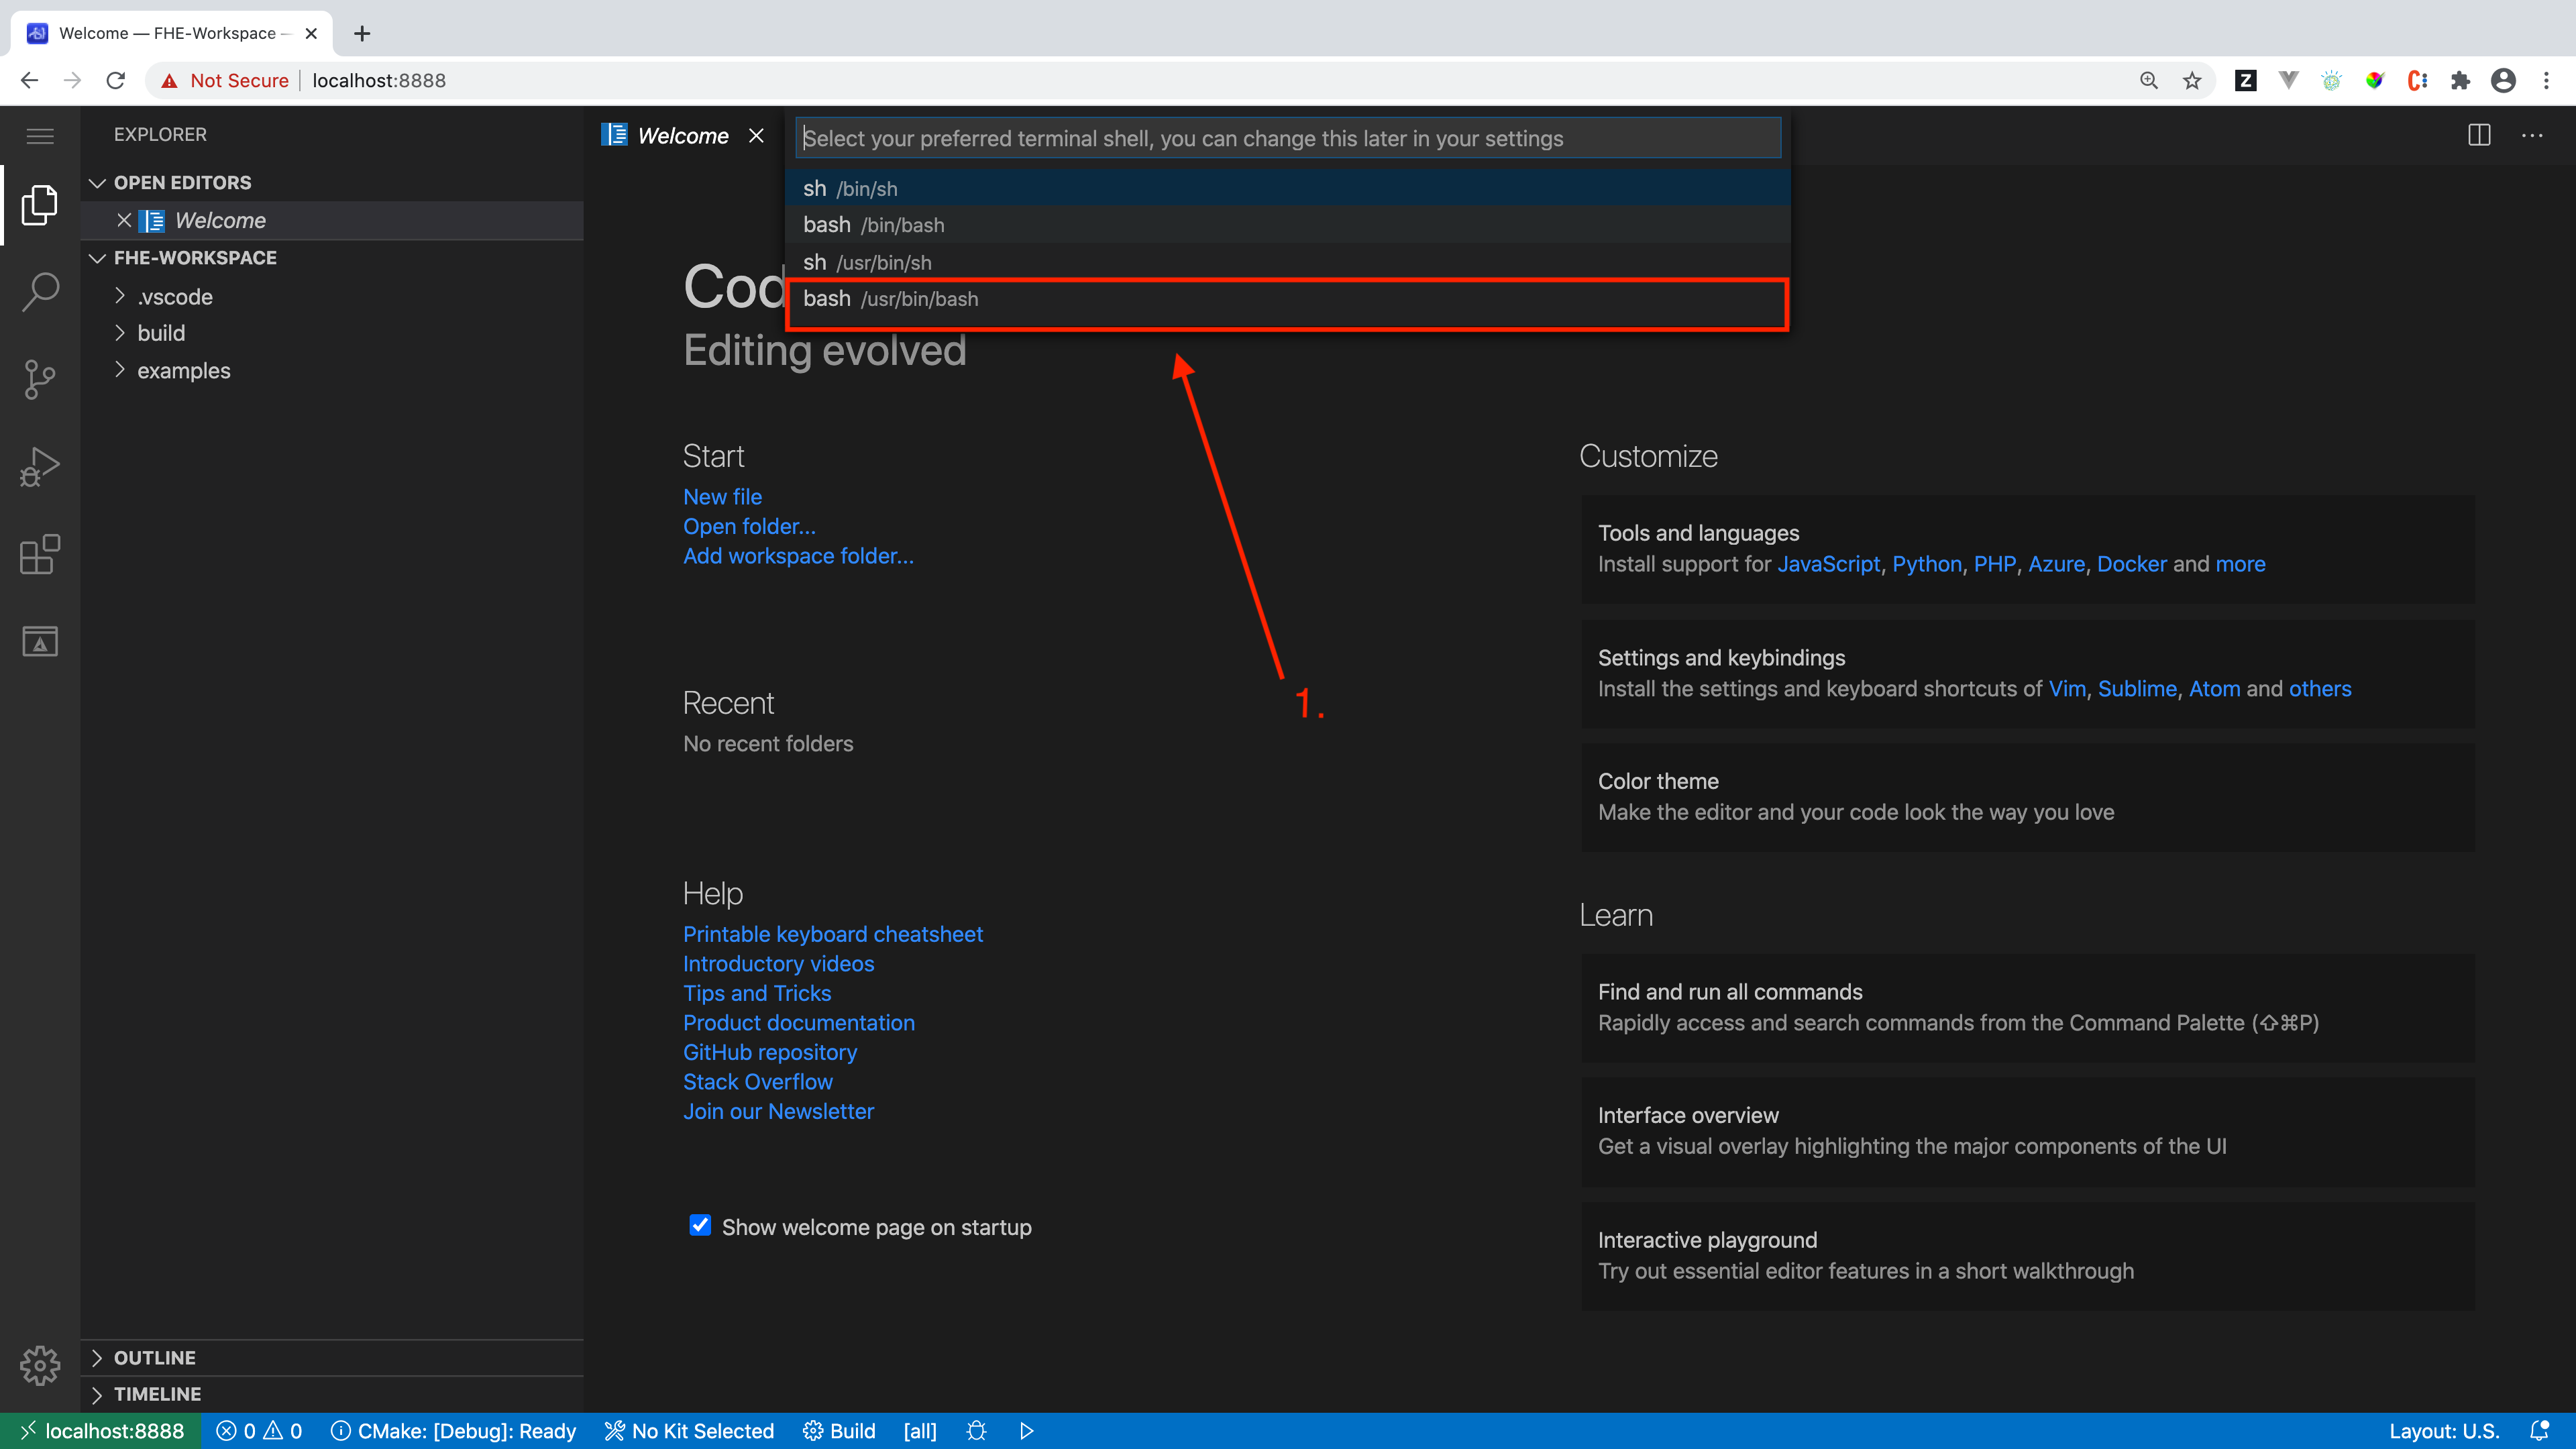 Welcome — FHE-Workspace —
Not Secure localhost:8888
EXPLORER
OPEN EDITORS
Welcome
FHE-WORKSPACE
.vscode
build
examples
OUTLINE
TIMELINE
Welcome
Select your preferred terminal shell, you can change this later in your settings
sh /bin/sh
bash /bin/bash
sh /usr/bin/sh
bash /usr/bin/bash
Cod
Editing evolved
1.
Start
New file
Open folder...
Add workspace folder...
Recent
No recent folders
Help
Printable keyboard cheatsheet
Introductory videos
Tips and Tricks
Product documentation
GitHub repository
Stack Overflow
Join our Newsletter
Show welcome page on startup
Customize
Tools and languages
Install support for JavaScript, Python, PHP, Azure, Docker and more
Settings and keybindings
Install the settings and keyboard shortcuts of Vim, Sublime, Atom and others
Color theme
Make the editor and your code look the way you love
Learn
Find and run all commands
Rapidly access and search commands from the Command Palette (⇧⌘P)
Interface overview
Get a visual overlay highlighting the major components of the UI
Interactive playground
Try out essential editor features in a short walkthrough
localhost:8888 0 0 CMake: [Debug]: Ready No Kit Selected Build [all] Layout: U.S.